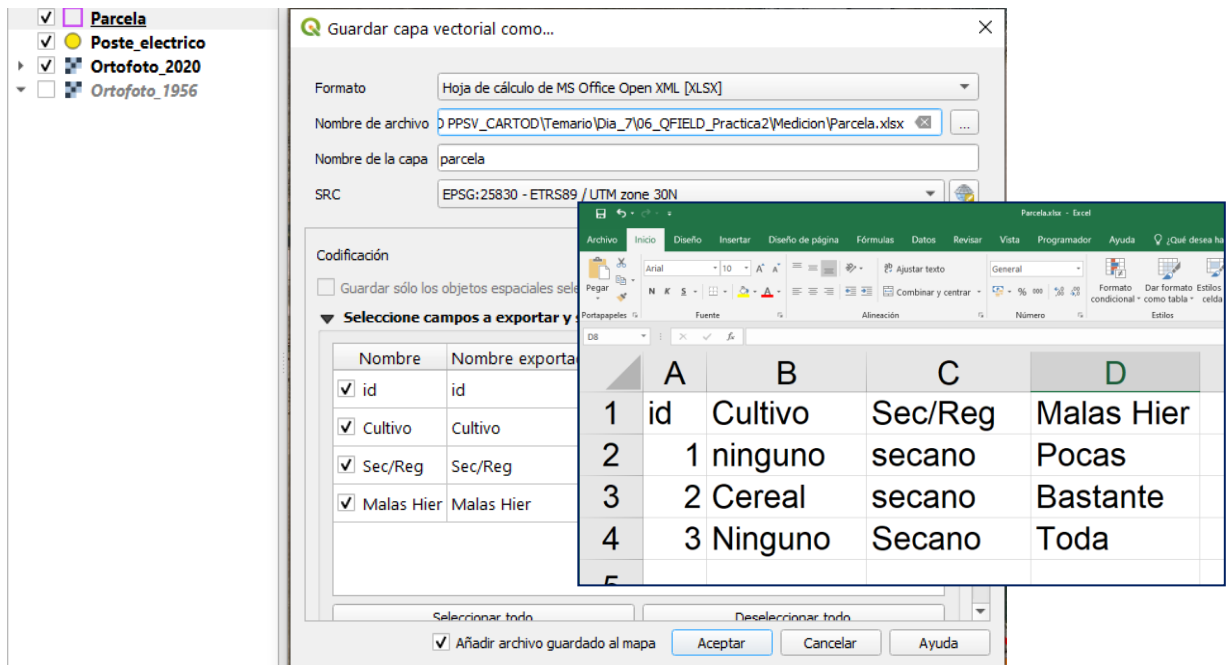 Parcela
Poste_electrico
Ortofoto_2020
Ortofoto_1956
Guardar capa vectorial como...
Formato Hoja de cálculo de MS Office Open XML [XLSX]
Nombre de archivo PPSV_CARTOD\Temario\Dia_7\06_QFIELD_Practica2\Medicion\Parcela.xlsx ...
Nombre de la capa parcela
SRC EPSG:25830 - ETRS89 / UTM zone 30N
Codificación
Guardar sólo los objetos espaciales sele
Seleccione campos a exportar y s
Nombre Nombre exporta
id id
Cultivo Cultivo
Sec/Reg Sec/Reg
Malas Hier Malas Hier
Seleccionar todo Deseleccionar todo
Añadir archivo guardado al mapa Aceptar Cancelar Ayuda
Parcela.xlsx - Excel
Archivo Inicio Diseño Insertar Diseño de página Fórmulas Datos Revisar Vista Programador Ayuda ¿Qué desea ha
Pegar Arial 10 A A Ajustar texto General Formato Dar formato Estilos
N K S A Combinar y centrar % 000 condicional como tabla celda
Portapapeles Fuente Alineación Número Estilos
D8 fx
A B C D
1 id Cultivo Sec/Reg Malas Hier
2 1 ninguno secano Pocas
3 2 Cereal secano Bastante
4 3 Ninguno Secano Toda
5